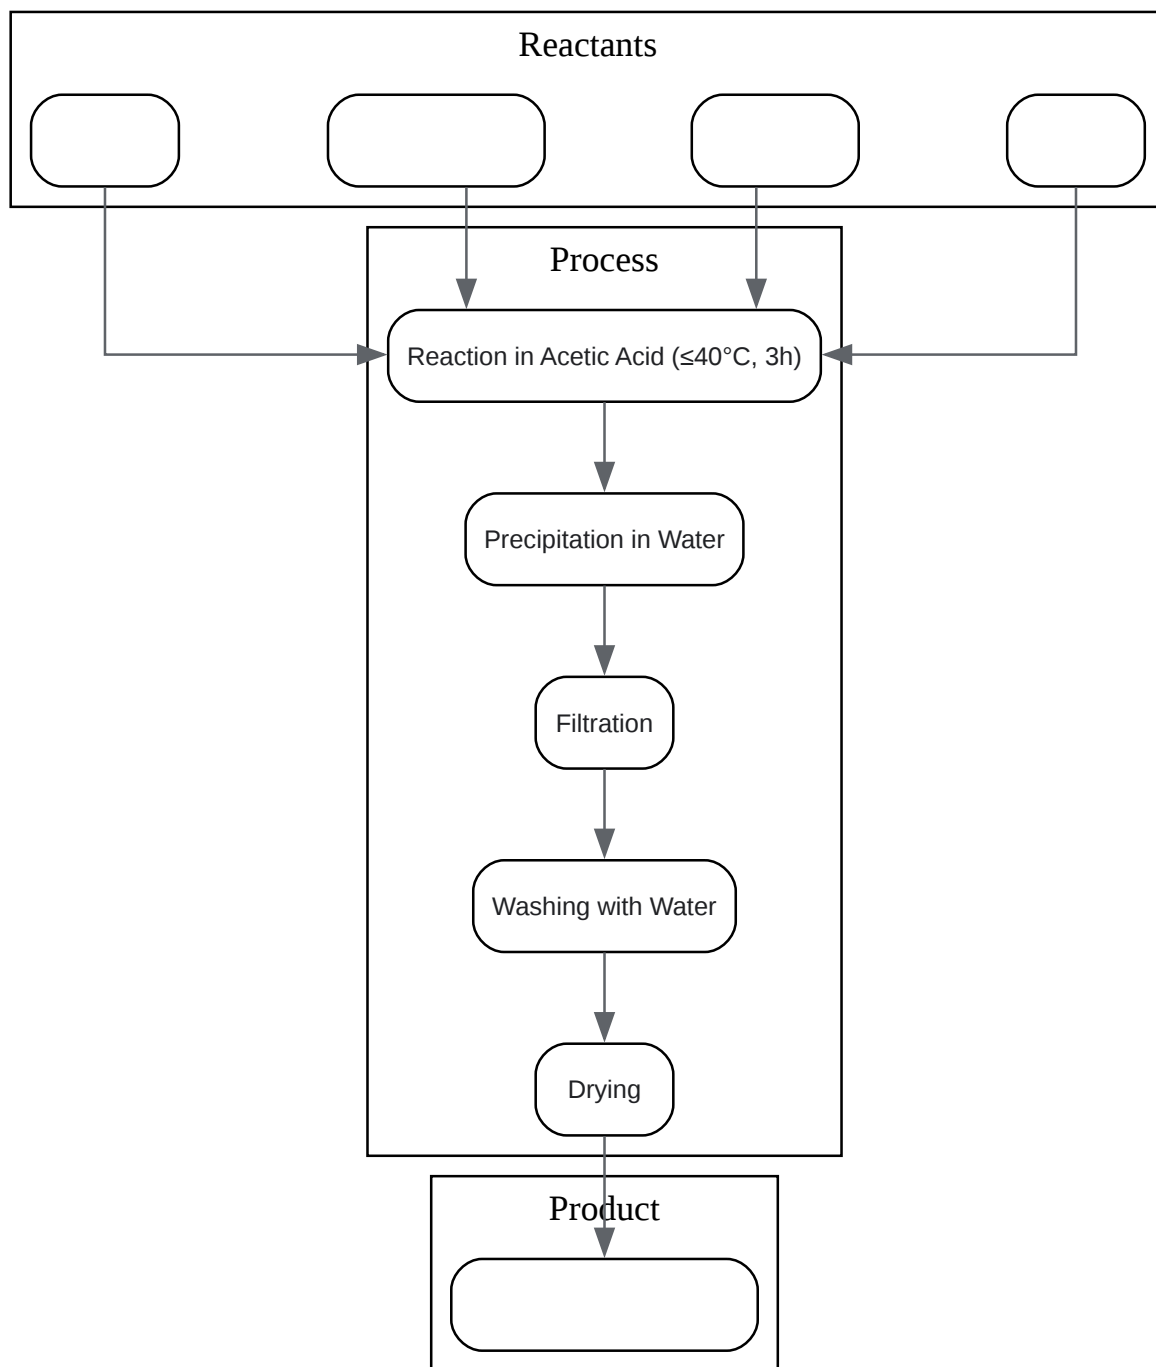 Reactants
Process
Reaction in Acetic Acid (≤40°C, 3h)
Precipitation in Water
Filtration
Washing with Water
Drying
Product